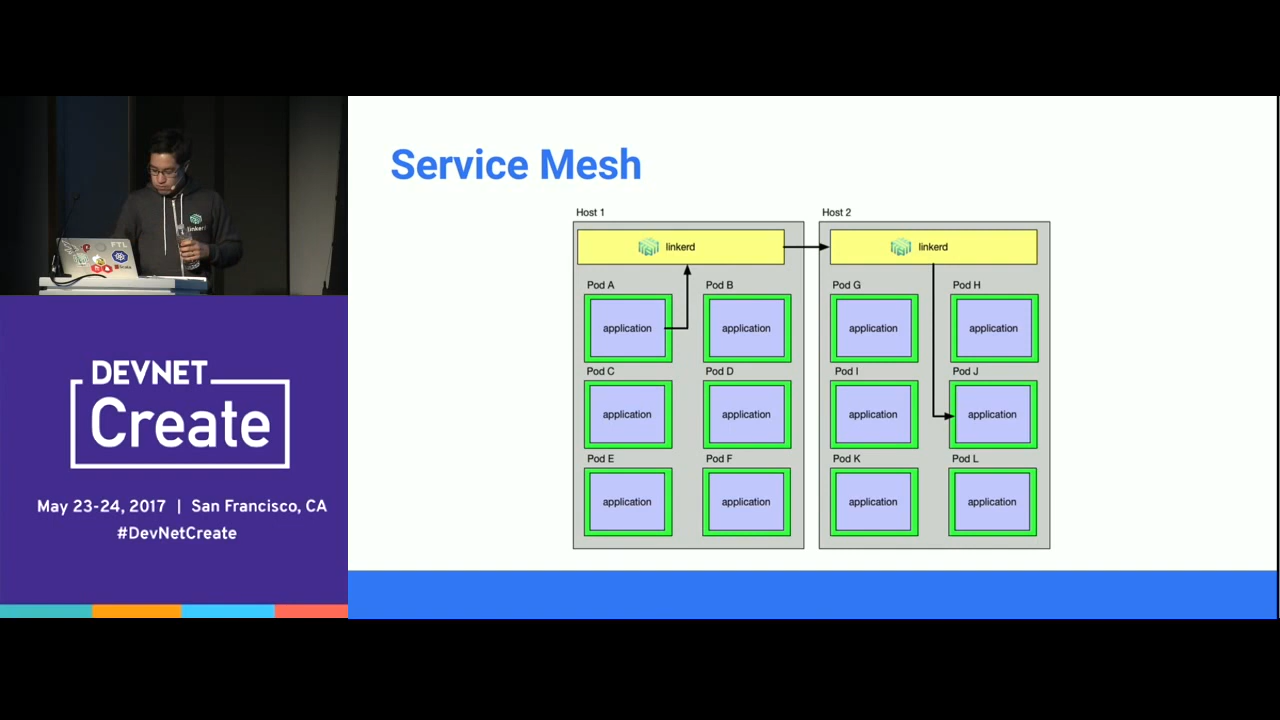 linkerd
FTL
DEVNET
Create
May 23-24, 2017 | San Francisco, CA
#DevNetCreate
Service Mesh
Host 1
Host 2
linkerd
linkerd
Pod A
Pod B
Pod G
Pod H
application
application
application
application
Pod C
Pod D
Pod I
Pod J
application
application
application
application
Pod E
Pod F
Pod K
Pod L
application
application
application
application